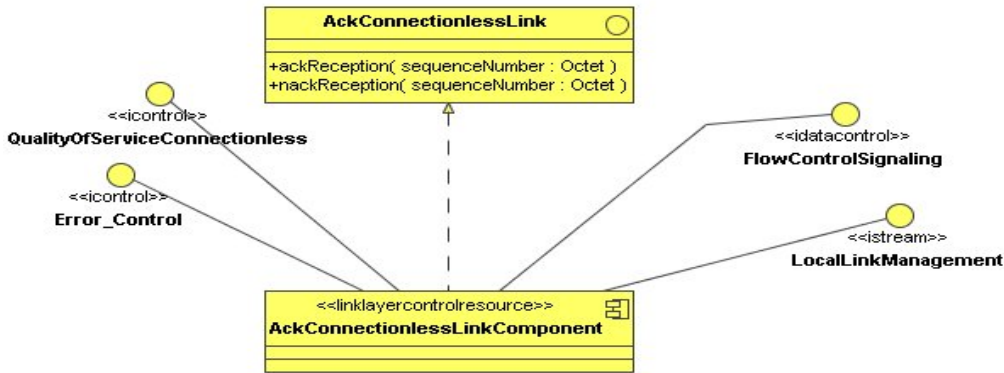 AckConnectionlessLink
+ackReception( sequenceNumber : Octet )
+nackReception( sequenceNumber : Octet )
<<icontrol>>
QualityOfServiceConnectionless
<<idatacontrol>>
FlowControlSignaling
<<icontrol>>
Error_Control
<<istream>>
LocalLinkManagement
<<linklayercontrolresource>>
AckConnectionlessLinkComponent